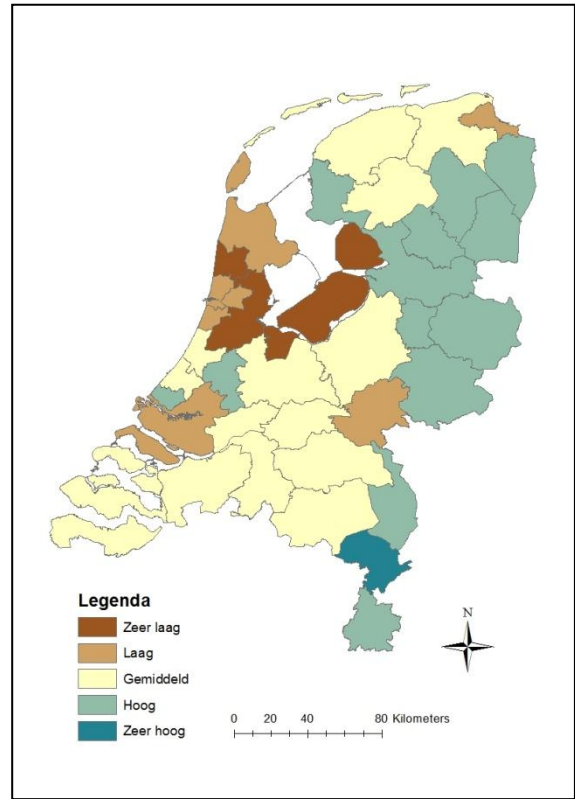 Legenda
Zeer laag
Laag
Gemiddeld
Hoog
Zeer hoog
N
0 20 40 80 Kilometers